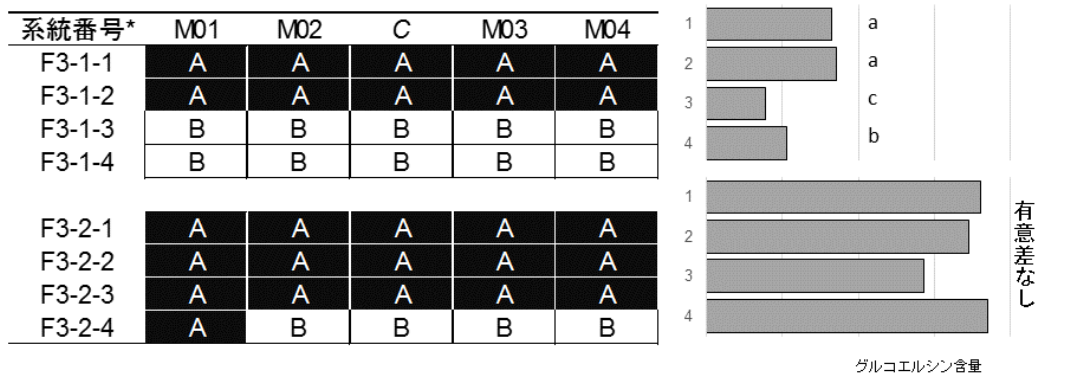 系統番号* M01 M02 C M03 M04
F3-1-1 A A A A A
F3-1-2 A A A A A
F3-1-3 B B B B B
F3-1-4 B B B B B
F3-2-1 A A A A A
F3-2-2 A A A A A
F3-2-3 A A A A A
F3-2-4 A B B B B
1 a
2 a
3 c
4 b
1
2
3
4
有意差なし
グルコエルシン含量